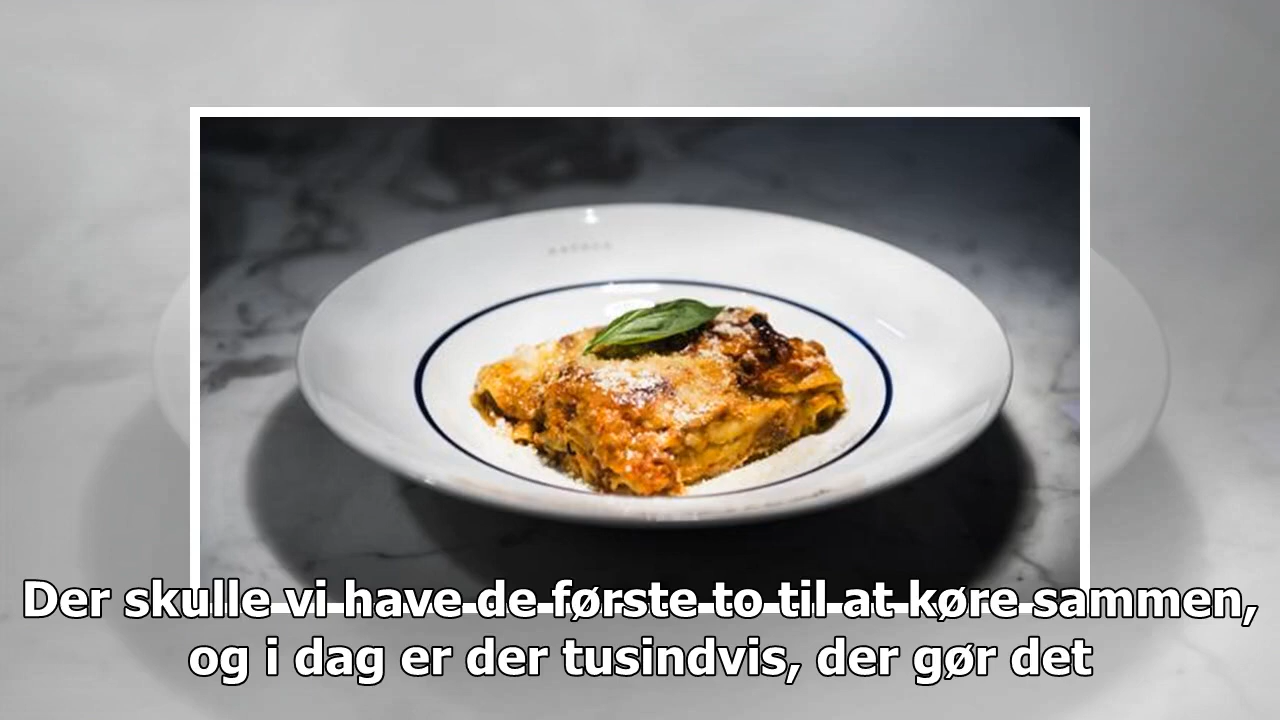 Der skulle vi have de første to til at køre sammen,
og i dag er der tusindvis, der gør det